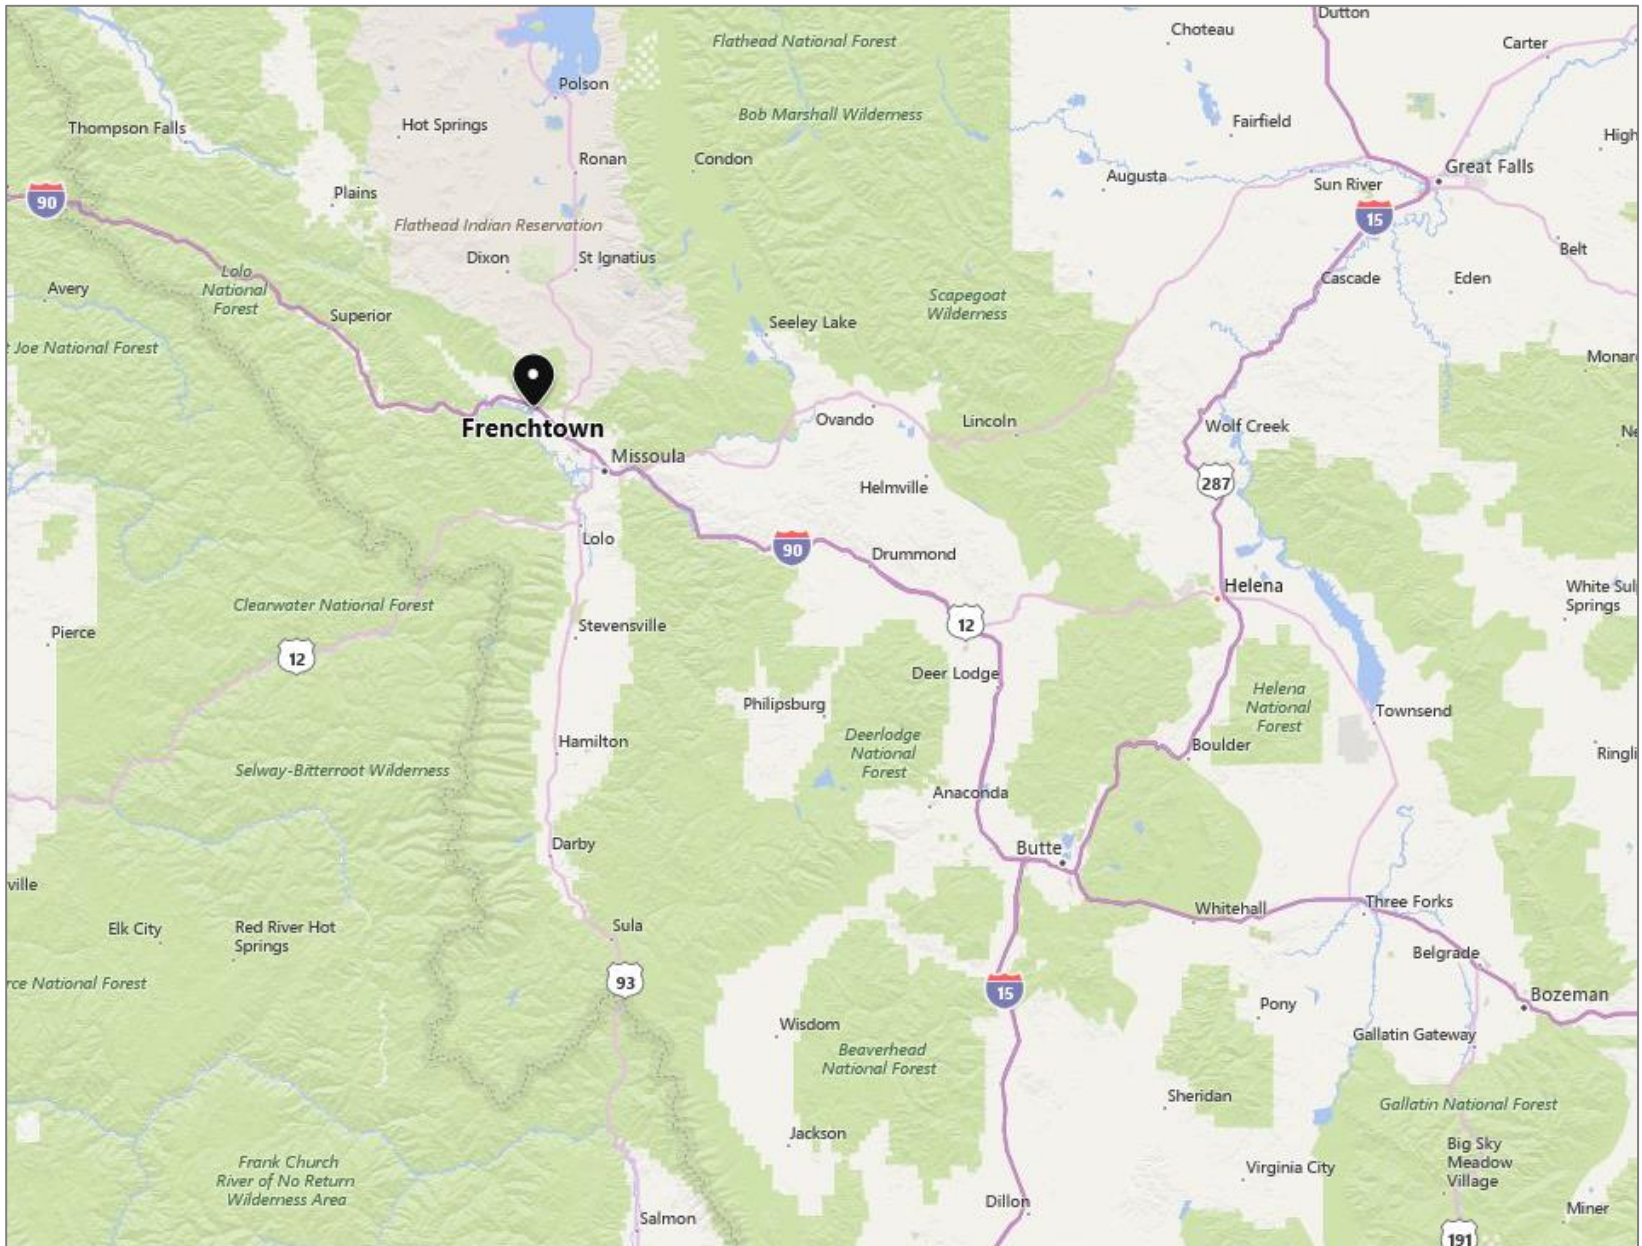 Dutton
Choteau
Flathead National Forest
Carter
Polson
Bob Marshall Wilderness
Fairfield
Thompson Falls
Hot Springs
High
Ronan
Condon
Great Falls
Augusta
Sun River
Plains
90
15
Flathead Indian Reservation
Belt
Dixon
St Ignatius
Lolo
National
Forest
Cascade
Eden
Avery
Scapegoat
Wilderness
Superior
Seeley Lake
t Joe National Forest
Monar
Ovando
Lincoln
Wolf Creek
Frenchtown
Ne
Missoula
287
Helmville
Lolo
90
Drummond
Helena
White Sul
Springs
Clearwater National Forest
12
Stevensville
Pierce
12
Deer Lodge
Helena
National
Forest
Philipsburg
Townsend
Hamilton
Deerlodge
National
Forest
Boulder
Ringli
Selway-Bitterroot Wilderness
Anaconda
Darby
Butte
ville
Three Forks
Whitehall
Elk City
Red River Hot
Springs
Sula
Belgrade
rce National Forest
93
15
Bozeman
Pony
Wisdom
Gallatin Gateway
Beaverhead
National Forest
Sheridan
Gallatin National Forest
Jackson
Big Sky
Meadow
Village
Frank Church
River of No Return
Wilderness Area
Virginia City
Dillon
Miner
Salmon
191